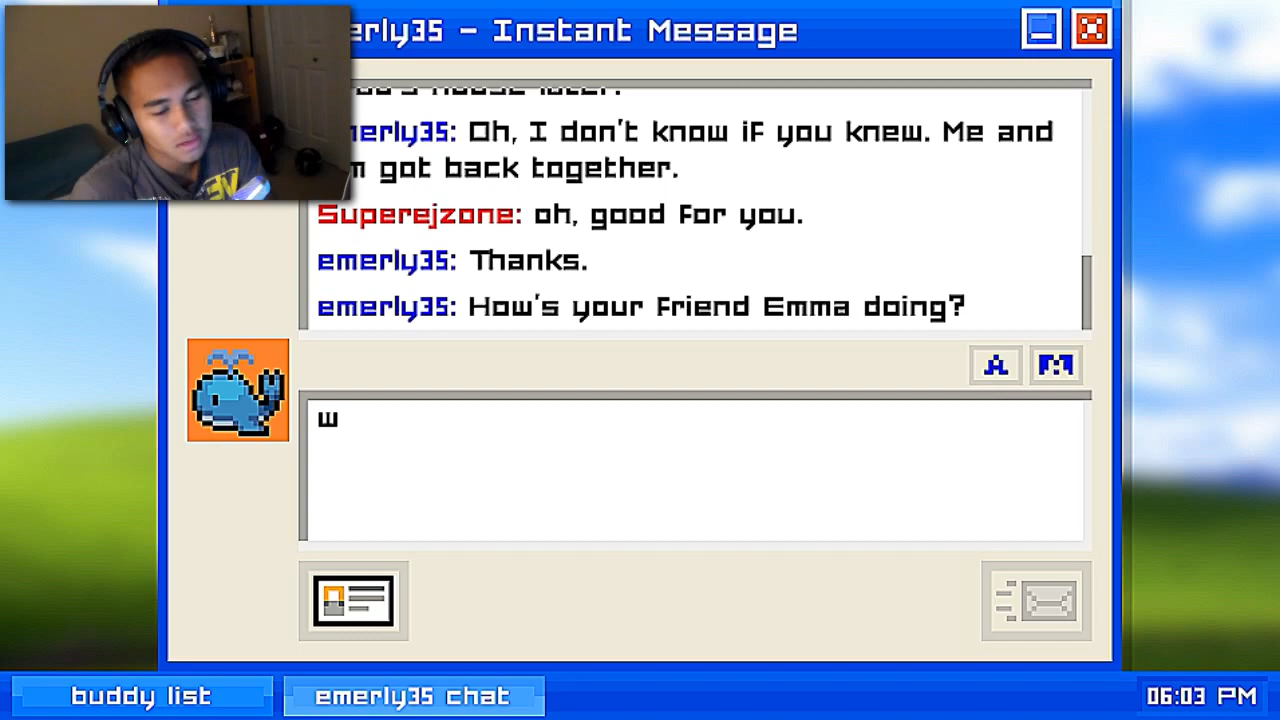 erly35 - Instant Message
emerly35: Oh, I don't know if you knew. Me and
m got back together.
Superejzone: oh, good for you.
emerly35: Thanks.
emerly35: How's your friend Emma doing?
A
w
buddy list
emerly35 chat
06:03 PM